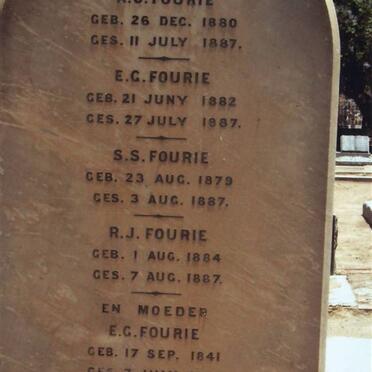 FOURIE
GEB. 26 DEC. 1880
GES. 11 JULY 1887.
E.G. FOURIE
GEB. 21 JUNY 1882
GES. 27 JULY 1887.
S.S. FOURIE
GEB. 23 AUG. 1879
GES. 3 AUG. 1887.
R.J. FOURIE
GEB. 1 AUG. 1884
GES. 7 AUG. 1887.
EN MOEDER
E.G. FOURIE
GEB. 17 SEP. 1841